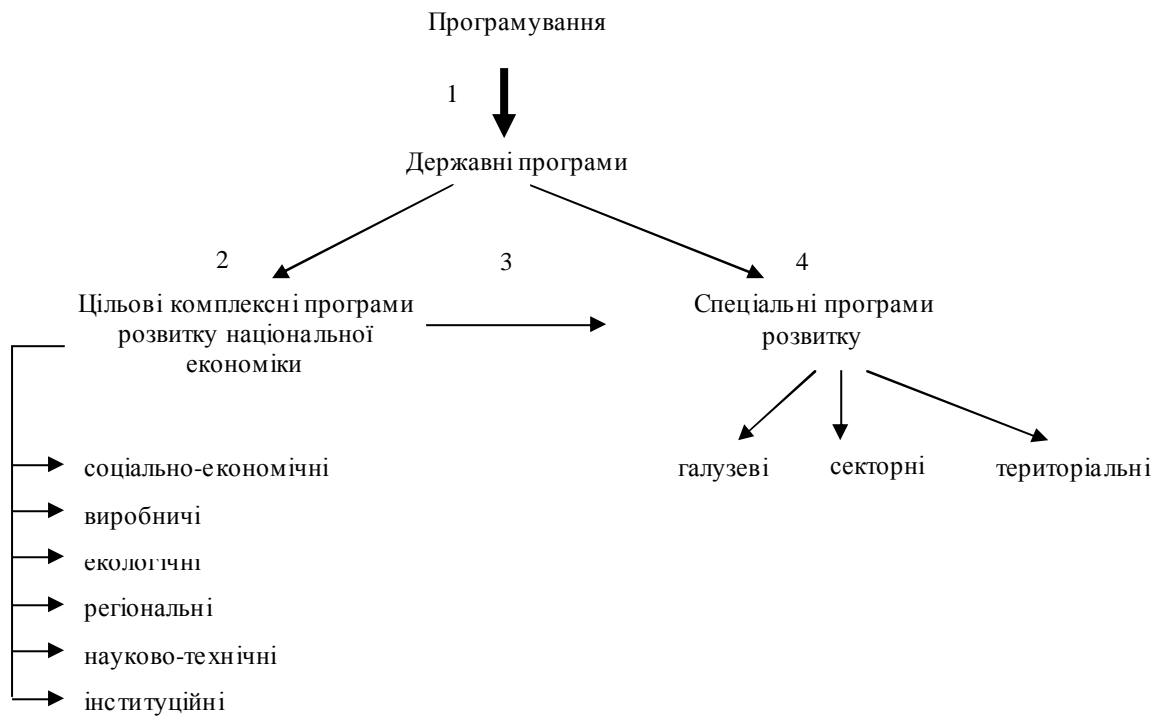 Програмування
1
Державні програми
2
3
4
Цільові комплексні програми
розвитку національної
економіки
Спеціальні програми
розвитку
соціально-економічні
виробничі
екологічні
регіональні
науково-технічні
інституційні
галузеві
секторні
територіальні